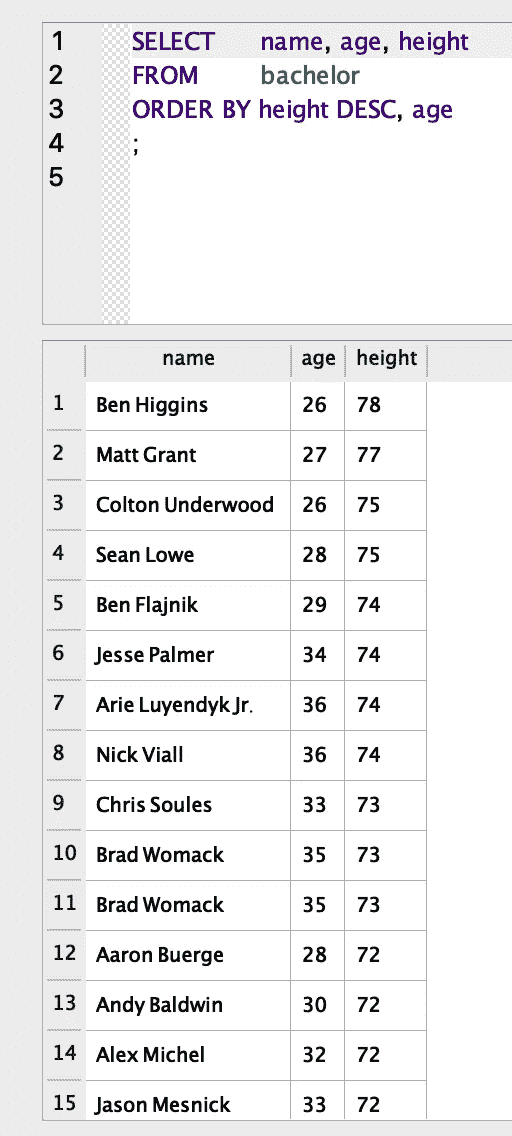 1 SELECT name, age, height
2 FROM bachelor
3 ORDER BY height DESC, age
4 ;
5
name age height
1 Ben Higgins 26 78
2 Matt Grant 27 77
3 Colton Underwood 26 75
4 Sean Lowe 28 75
5 Ben Flajnik 29 74
6 Jesse Palmer 34 74
7 Arie Luyendyk Jr. 36 74
8 Nick Viall 36 74
9 Chris Soules 33 73
10 Brad Womack 35 73
11 Brad Womack 35 73
12 Aaron Buerge 28 72
13 Andy Baldwin 30 72
14 Alex Michel 32 72
15 Jason Mesnick 33 72